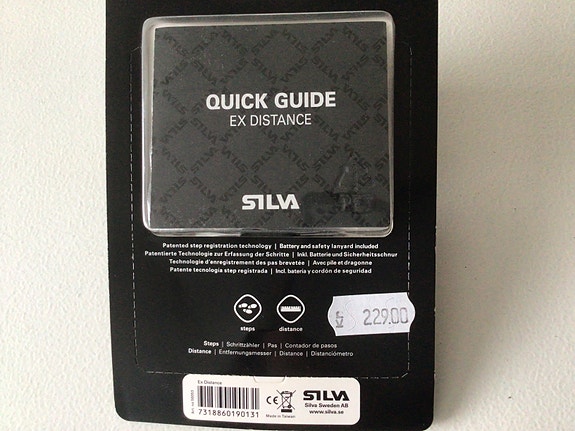 QUICK GUIDE
EX DISTANCE
SILVA
Patented step registration technology | Battery and safety lanyard included
Patentierte Technologie zur Erfassung der Schritte | Inkl. Batterie und Sicherheitsschnur
Technologie d'enregistrement des pas brevetée | Avec pile et dragonne
Patente tecnologia step registrada | Incl. bateria y cordón de seguridad
steps
distance
229.00
Steps | Schrittzähler | Pas | Contador de pasos
Distance | Entfernungsmesser | Distance | Distanciómetro
Ex Distance
7318860190131
CE
Made in Taiwan
SILVA
Silva Sweden AB
www.silva.se